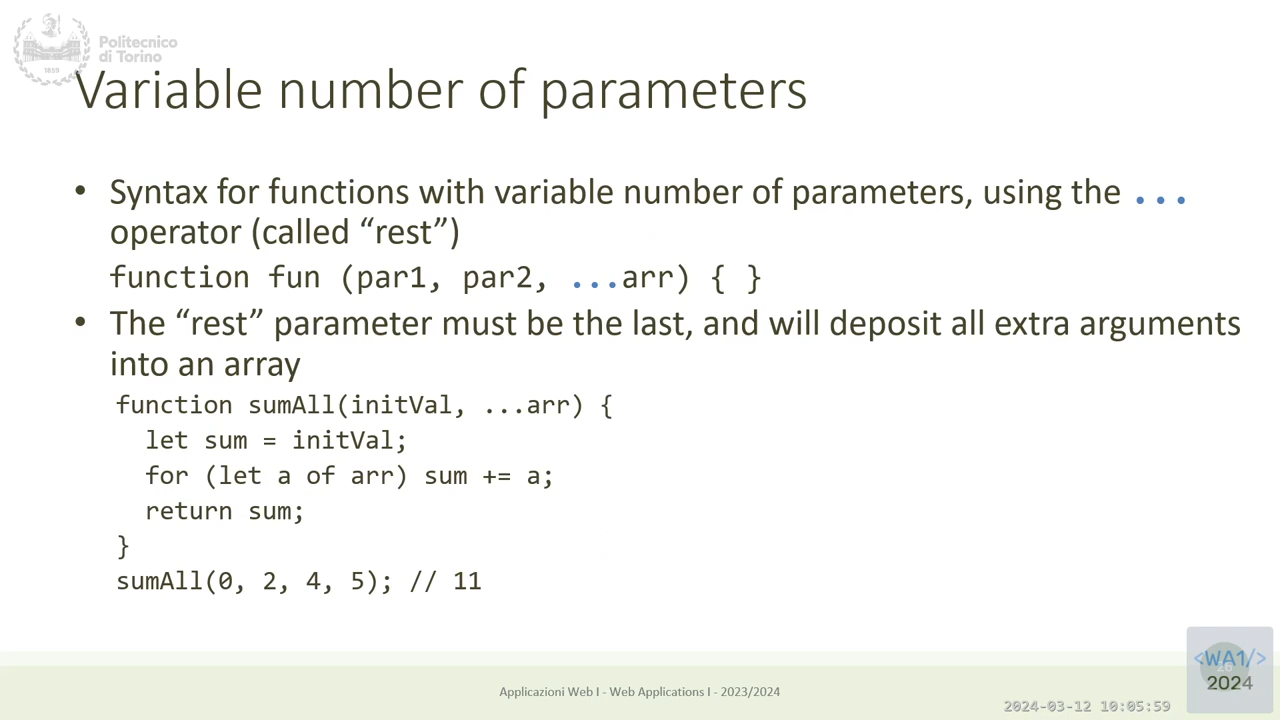 Politecnico
di Torino
1859
Variable number of parameters
• Syntax for functions with variable number of parameters, using the ...
operator (called “rest”)
function fun (par1, par2, ...arr) { }
• The “rest” parameter must be the last, and will deposit all extra arguments
into an array
function sumAll(initVal, ...arr) {
let sum = initVal;
for (let a of arr) sum += a;
return sum;
}
sumAll(0, 2, 4, 5); // 11
<WA1/>
2024
Applicazioni Web I - Web Applications I - 2023/2024
2024-03-12 10:05:59